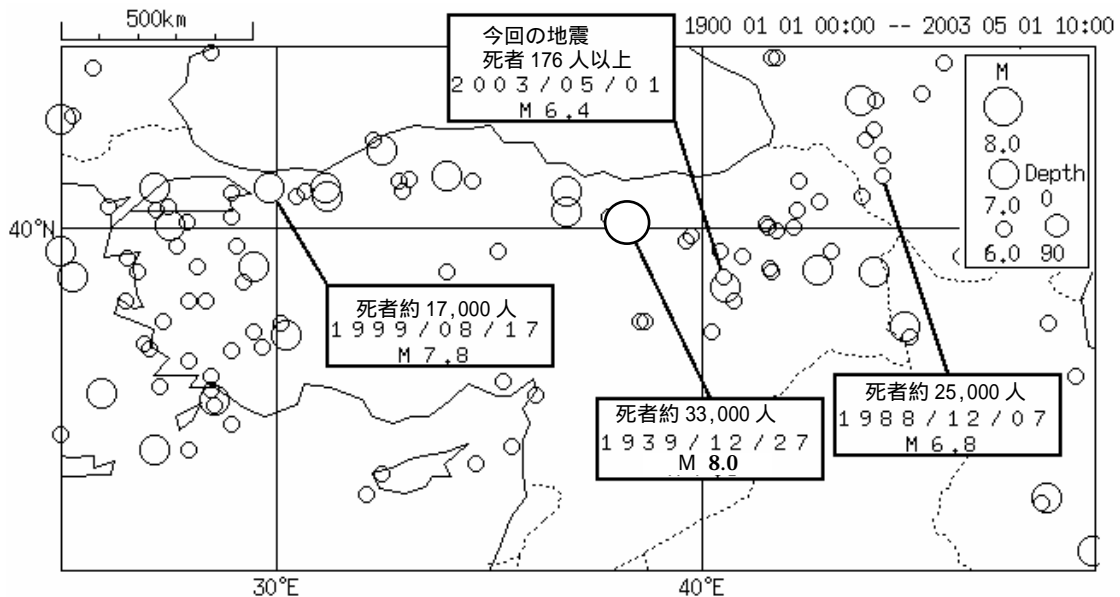 500km
1900 01 01 00:00 -- 2003 05 01 10:00
今回の地震
死者 176 人以上
2003/05/01
M 6.4
M
8.0
Depth
7.0 0
6.0 90
40°N
死者約 17,000 人
1999/08/17
M 7.8
死者約 33,000 人
1939/12/27
M 8.0
死者約 25,000 人
1988/12/07
M 6.8
30°E
40°E